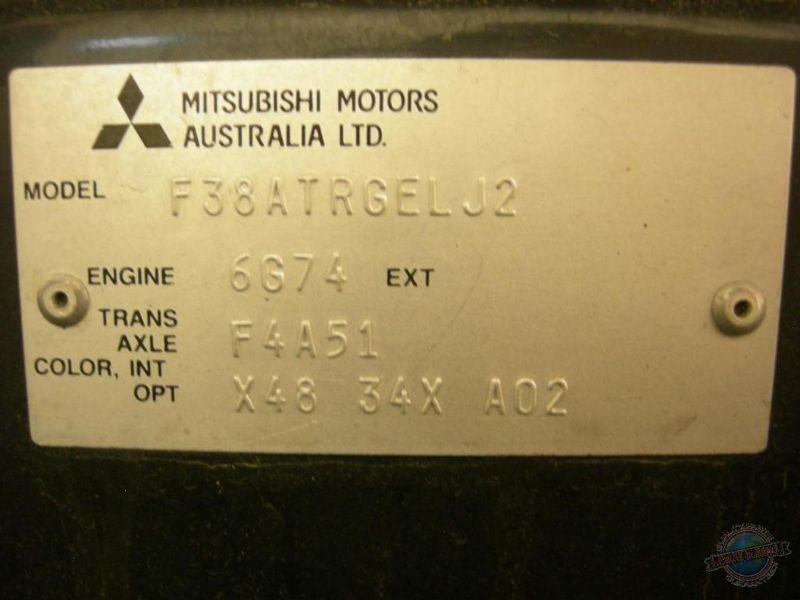 MITSUBISHI MOTORS
AUSTRALIA LTD.
MODEL F38ATRGELJ2
ENGINE 6G74 EXT
TRANS
AXLE F4A51
COLOR, INT
OPT X48 34X A02